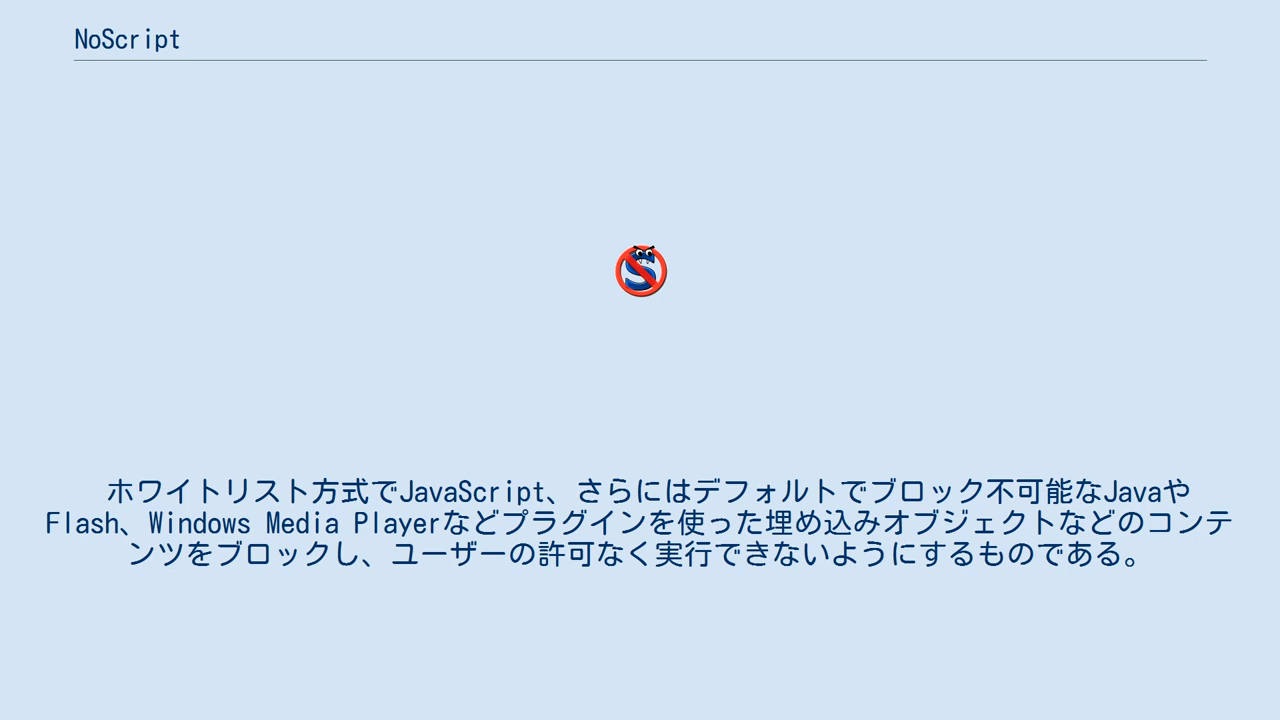 NoScript
ホワイトリスト方式でJavaScript、さらにはデフォルトでブロック不可能なJavaや
Flash、Windows Media Playerなどプラグインを使った埋め込みオブジェクトなどのコンテ
ンツをブロックし、ユーザーの許可なく実行できないようにするものである。